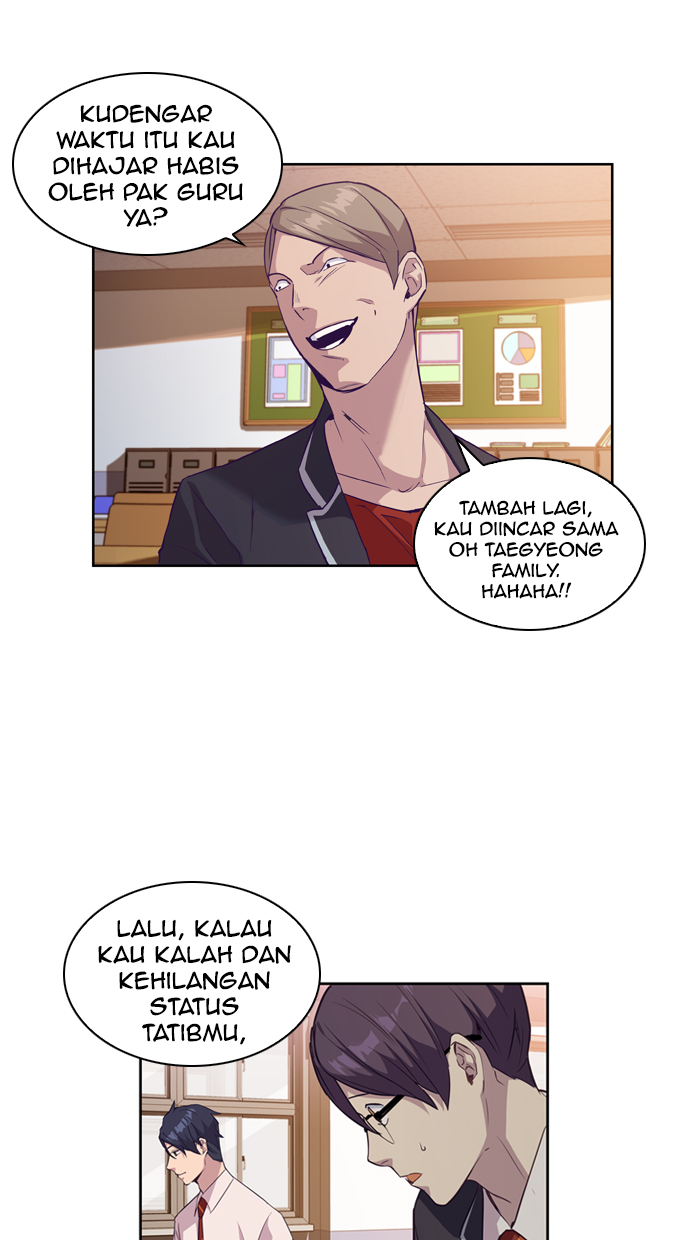 KUDENGAR
WAKTU ITU KAU
DIHAJAR HABIS
OLEH PAK GURU
YA?
TAMBAH LAGI,
KAU DIINCAR SAMA
OH TAEGYEONG
FAMILY.
HAHAHA!!
LALU, KALAU
KAU KALAH DAN
KEHILANGAN
STATUS
TATIBMU,